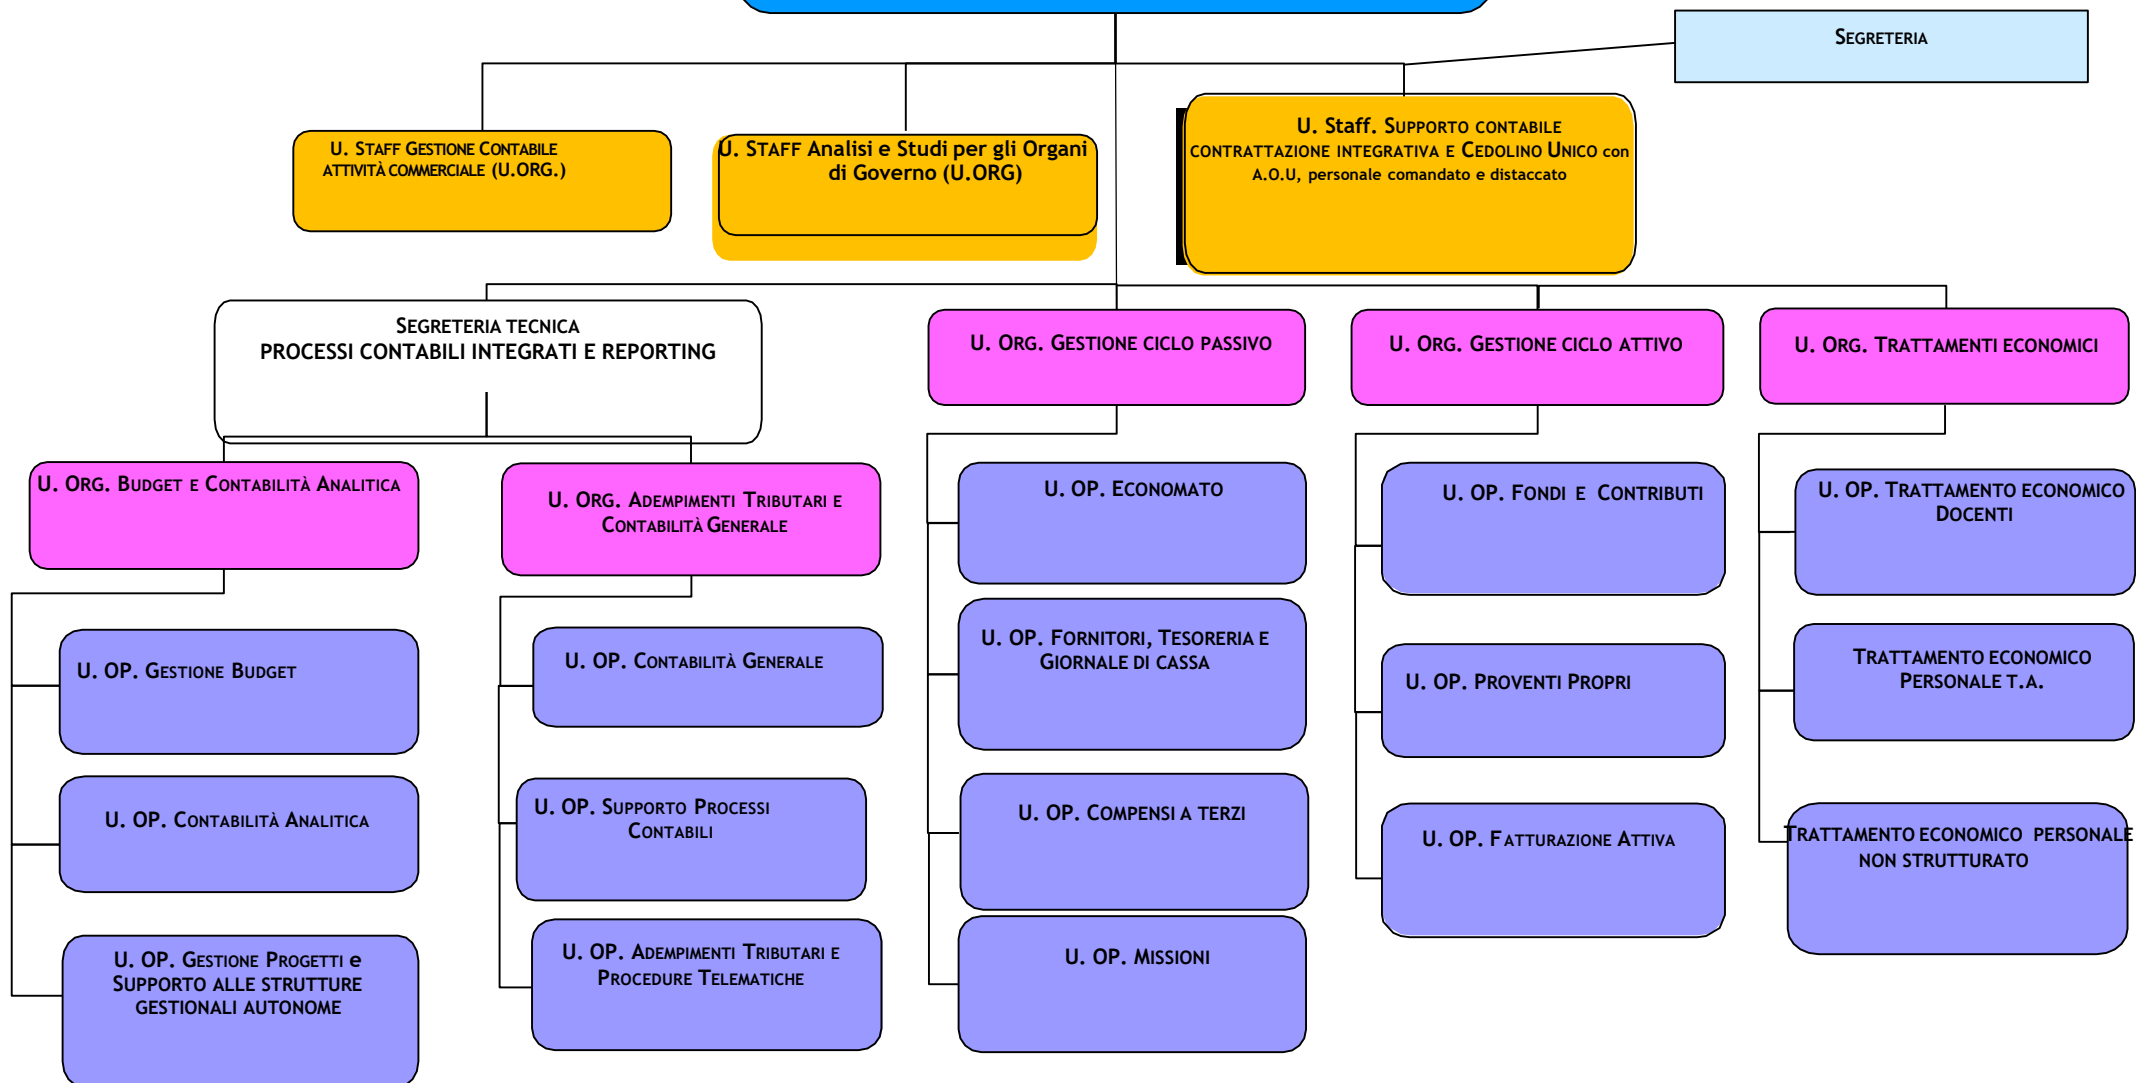 SEGRETERIA
U. STAFF GESTIONE CONTABILE
ATTIVITÀ COMMERCIALE (U.ORG.)
U. STAFF Analisi e Studi per gli Organi
di Governo (U.ORG)
U. Staff. SUPPORTO CONTABILE
CONTRATTAZIONE INTEGRATIVA E CEDOLINO UNICO con
A.O.U, personale comandato e distaccato
SEGRETERIA TECNICA
PROCESSI CONTABILI INTEGRATI E REPORTING
U. ORG. GESTIONE CICLO PASSIVO
U. ORG. GESTIONE CICLO ATTIVO
U. ORG. TRATTAMENTI ECONOMICI
U. ORG. BUDGET E CONTABILITÀ ANALITICA
U. ORG. ADEMPIMENTI TRIBUTARI E
CONTABILITÀ GENERALE
U. OP. GESTIONE BUDGET
U. OP. CONTABILITÀ ANALITICA
U. OP. GESTIONE PROGETTI e
SUPPORTO ALLE STRUTTURE
GESTIONALI AUTONOME
U. OP. CONTABILITÀ GENERALE
U. OP. SUPPORTO PROCESSI
CONTABILI
U. OP. ADEMPIMENTI TRIBUTARI E
PROCEDURE TELEMATICHE
U. OP. ECONOMATO
U. OP. FORNITORI, TESORERIA E
GIORNALE DI CASSA
U. OP. COMPENSI A TERZI
U. OP. MISSIONI
U. OP. FONDI E CONTRIBUTI
U. OP. PROVENTI PROPRI
U. OP. FATTURAZIONE ATTIVA
U. OP. TRATTAMENTO ECONOMICO
DOCENTI
TRATTAMENTO ECONOMICO
PERSONALE T.A.
TRATTAMENTO ECONOMICO PERSONALE
NON STRUTTURATO